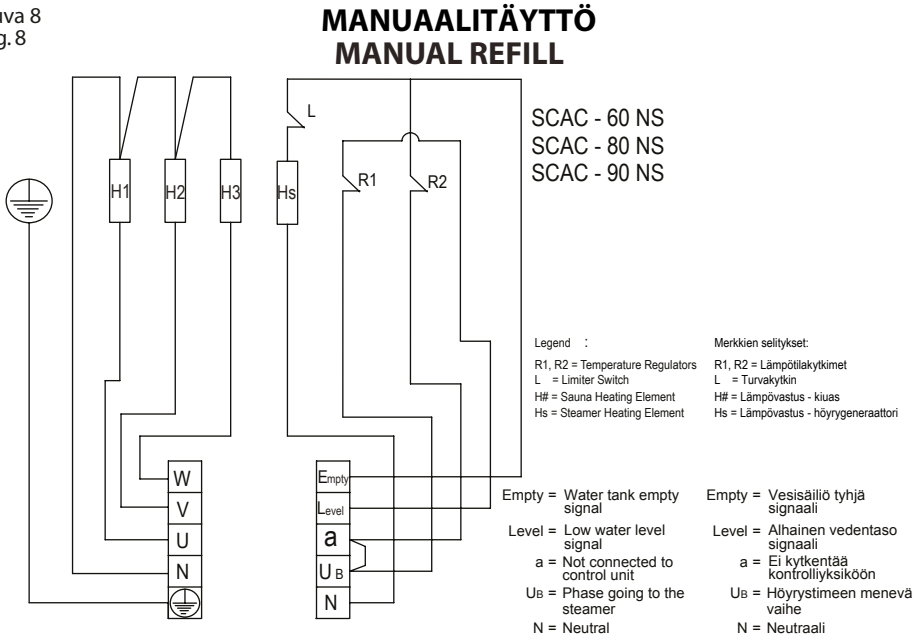 uva 8
g. 8
MANUAALITÄYTTÖ
MANUAL REFILL
SCAC - 60 NS
SCAC - 80 NS
SCAC - 90 NS
L
H1
H2
H3
Hs
R1
R2
W
V
U
N
Empty
Level
a
UB
N
Legend :
R1, R2 = Temperature Regulators
L = Limiter Switch
H# = Sauna Heating Element
Hs = Steamer Heating Element
Merkkien selitykset:
R1, R2 = Lämpötilakytkimet
L = Turvakytkin
H# = Lämpövastus - kiuas
Hs = Lämpövastus - höyrygeneraattori
Empty = Water tank empty
signal
Level = Low water level
signal
a = Not connected to
control unit
UB = Phase going to the
steamer
N = Neutral
Empty = Vesisäiliö tyhjä
signaali
Level = Alhainen vedentaso
signaali
a = Ei kytkentää
kontrolliyksiköön
UB = Höyrystimeen menevä
vaihe
N = Neutraali